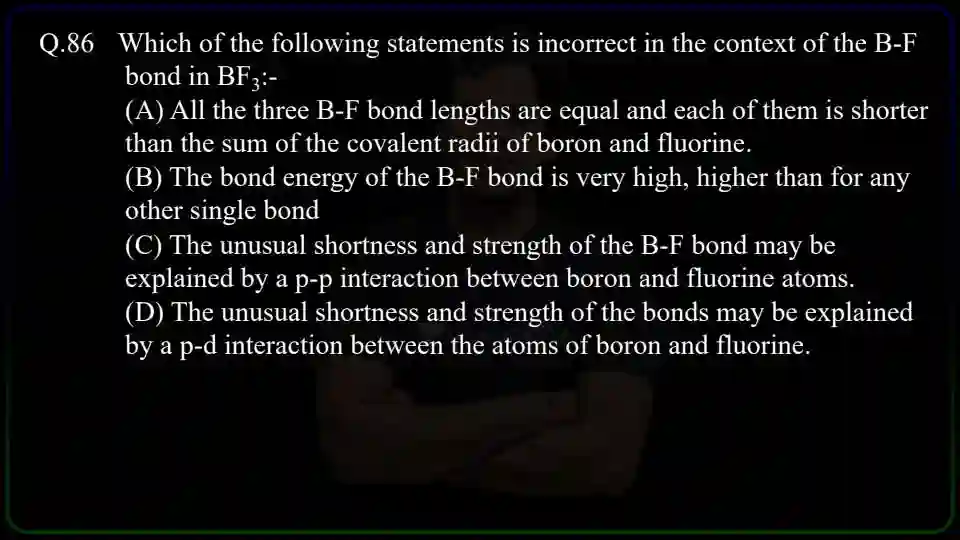 Q.86 Which of the following statements is incorrect in the context of the B-F
bond in BF₃:-
(A) All the three B-F bond lengths are equal and each of them is shorter
than the sum of the covalent radii of boron and fluorine.
(B) The bond energy of the B-F bond is very high, higher than for any
other single bond
(C) The unusual shortness and strength of the B-F bond may be
explained by a p-p interaction between boron and fluorine atoms.
(D) The unusual shortness and strength of the bonds may be explained
by a p-d interaction between the atoms of boron and fluorine.